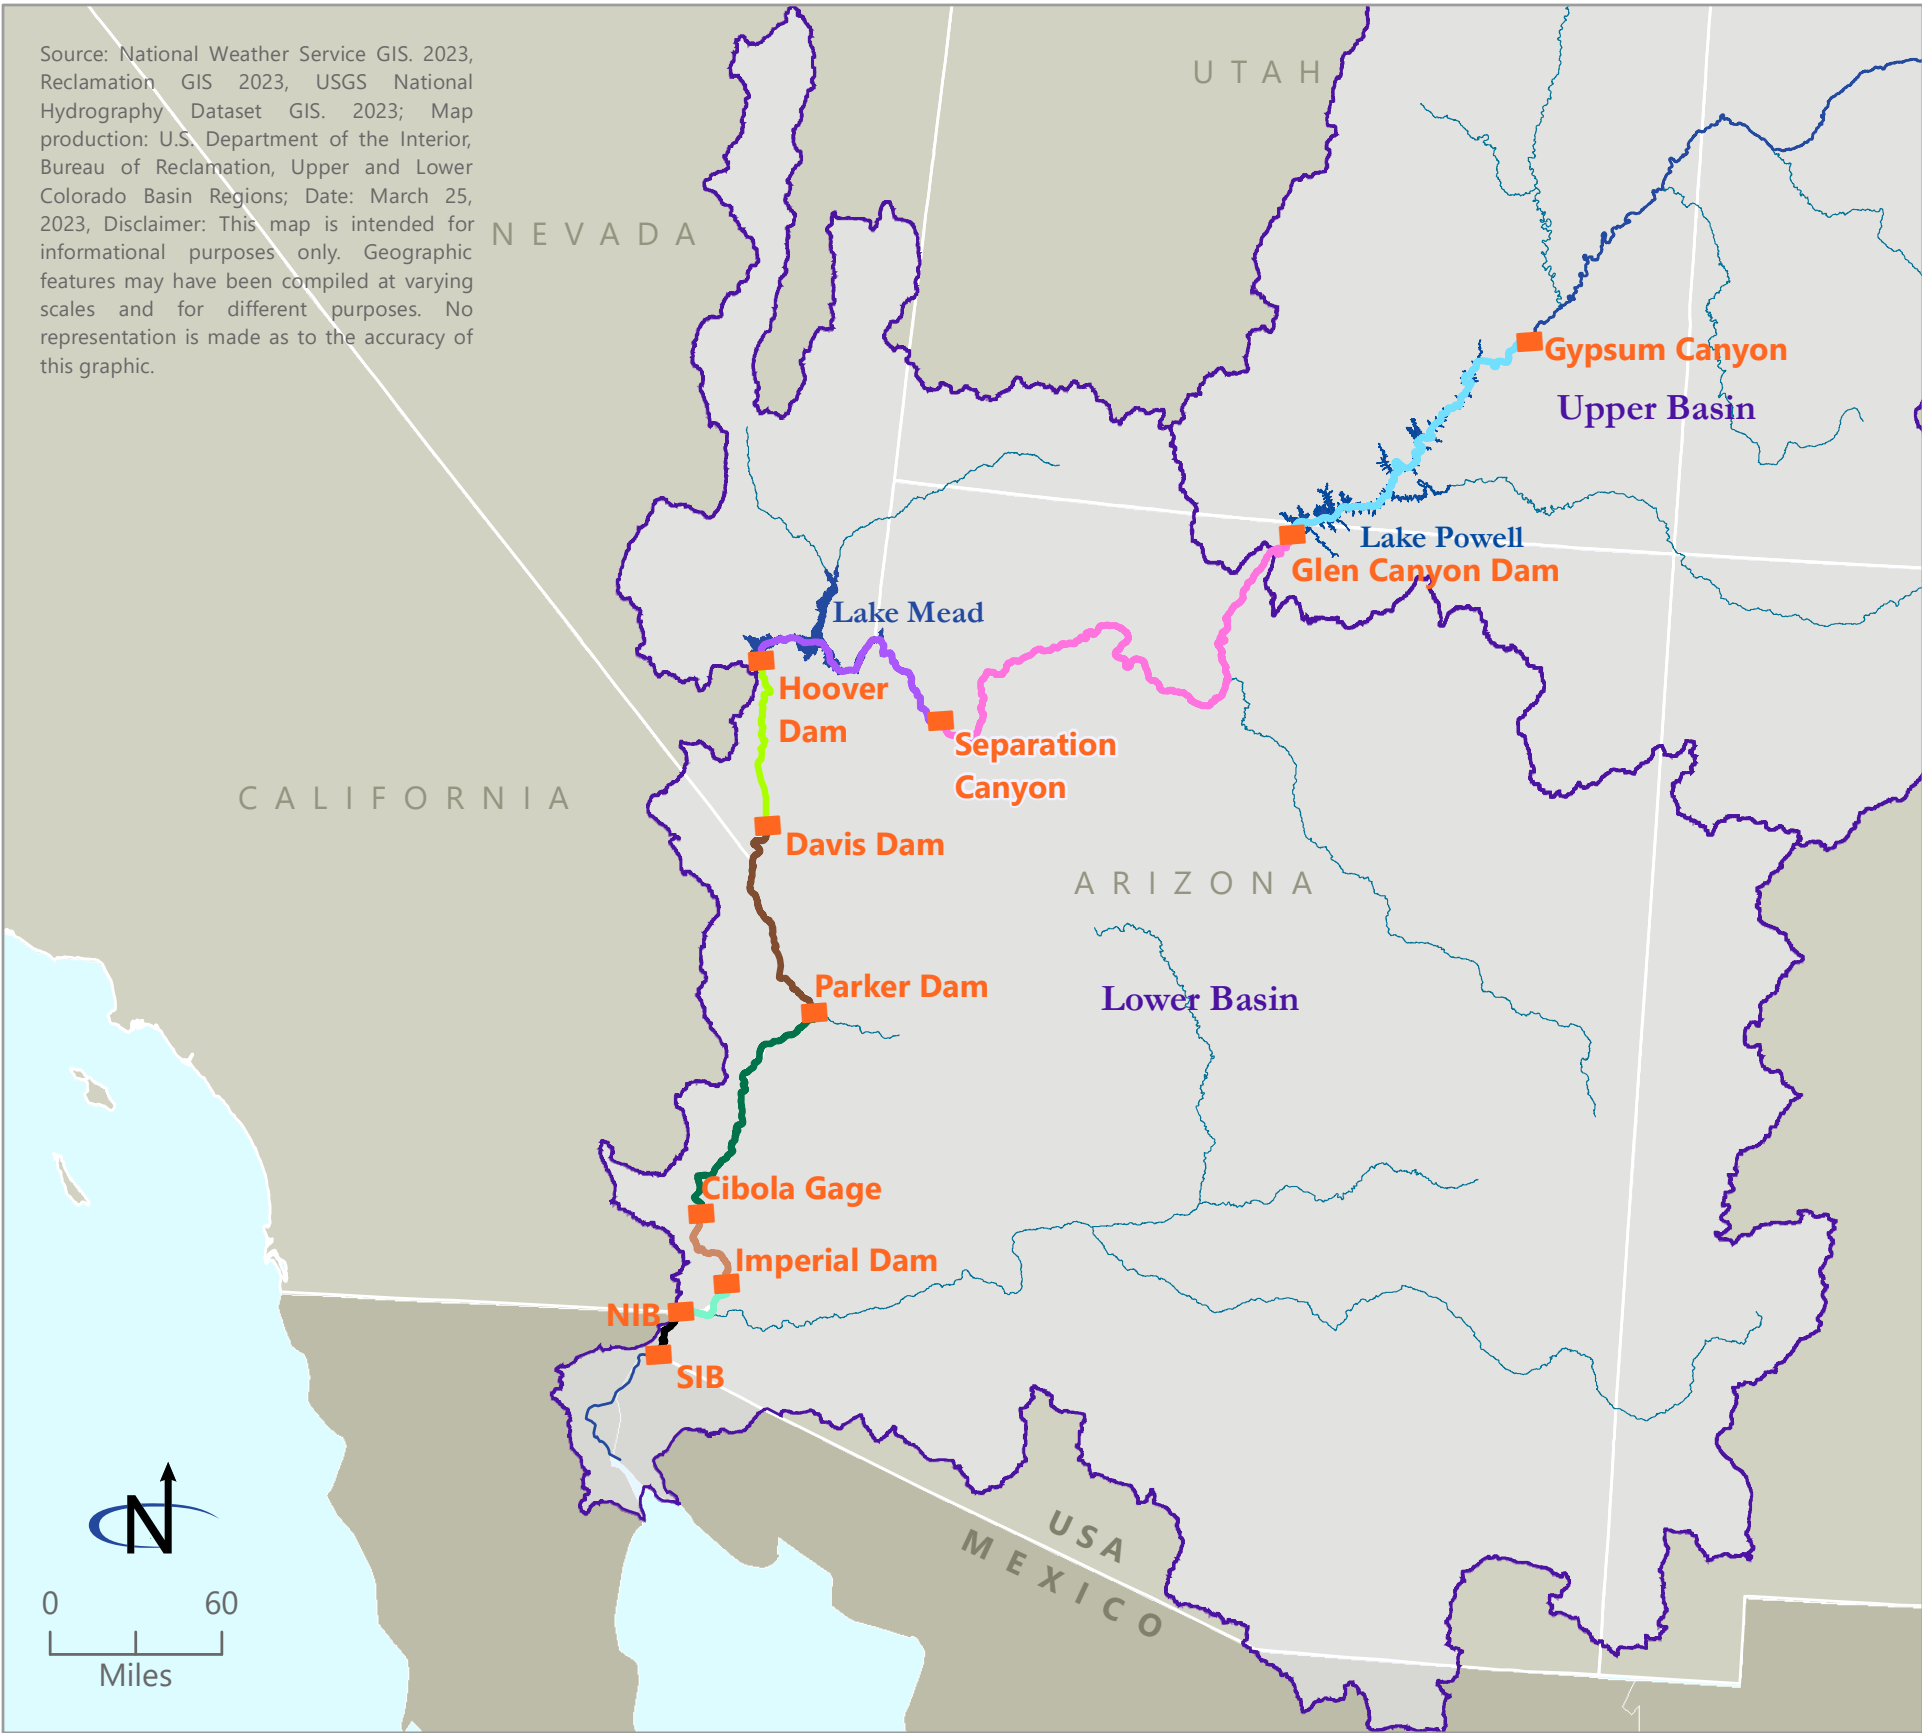 Source: National Weather Service GIS. 2023,
Reclamation GIS 2023, USGS National
Hydrography Dataset GIS. 2023; Map
production: U.S. Department of the Interior,
Bureau of Reclamation, Upper and Lower
Colorado Basin Regions; Date: March 25,
2023, Disclaimer: This map is intended for
informational purposes only. Geographic
features may have been compiled at varying
scales and for different purposes. No
representation is made as to the accuracy of
this graphic.
UTAH
NEVADA
Gypsum Canyon
Upper Basin
Lake Powell
Glen Canyon Dam
Lake Mead
Hoover
Dam
Separation
Canyon
CALIFORNIA
Davis Dam
ARIZONA
Parker Dam
Lower Basin
Cibola Gage
Imperial Dam
NIB
SIB
USA
MEXICO
N
0 60
Miles